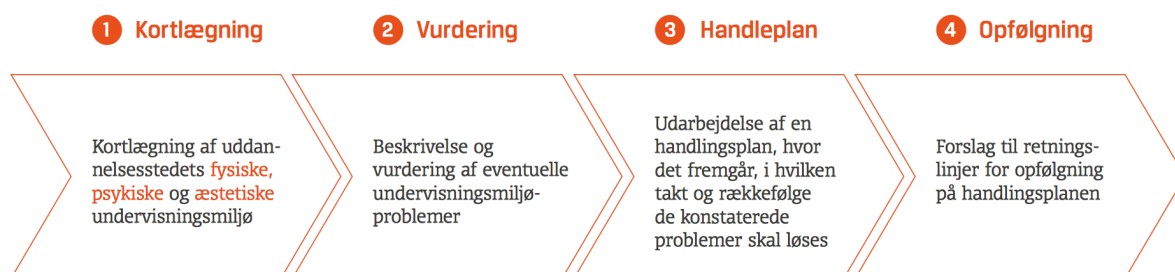 1 Kortlægning
Kortlægning af uddan-
nelsesstedets fysiske,
psykiske og æstetiske
undervisningsmiljø
2 Vurdering
Beskrivelse og
vurdering af eventuelle
undervisningsmiljø-
problemer
3 Handleplan
Udarbejdelse af en
handlingsplan, hvor
det fremgår, i hvilken
takt og rækkefølge
de konstaterede
problemer skal løses
4 Opfølgning
Forslag til retnings-
linjer for opfølgning
på handlingsplanen